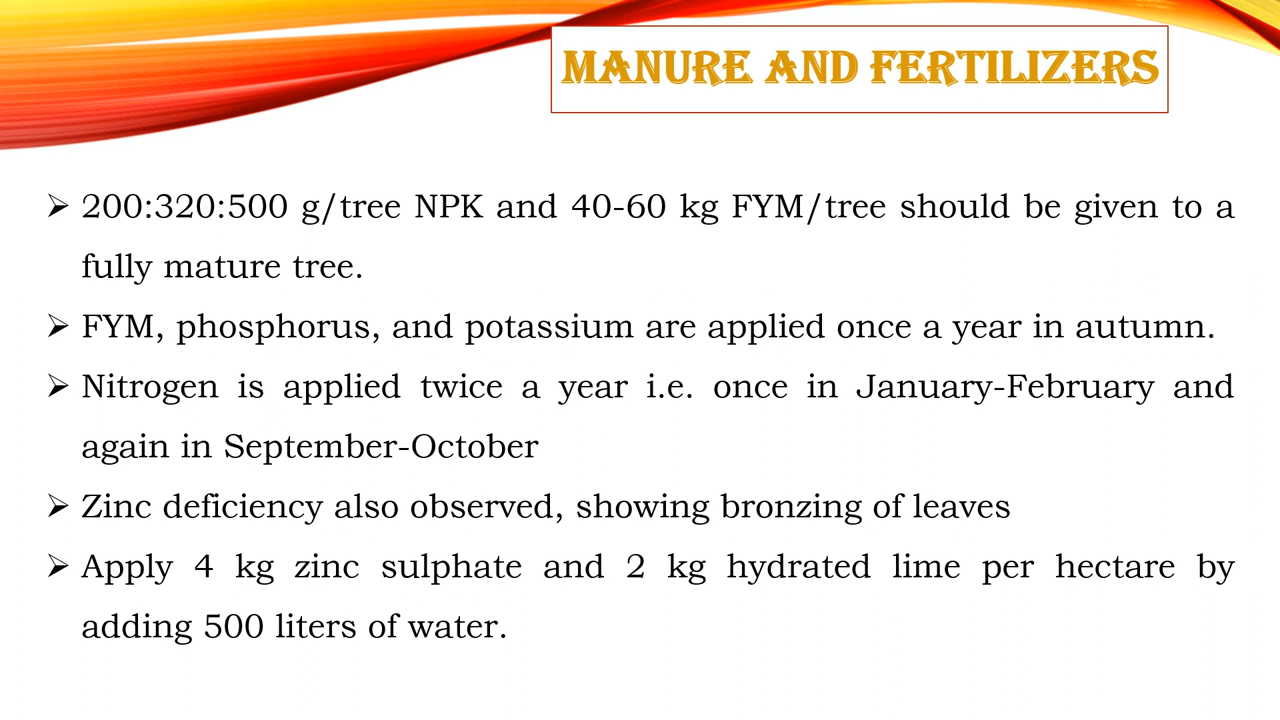 MANURE AND FERTILIZERS
➢ 200:320:500 g/tree NPK and 40-60 kg FYM/tree should be given to a
fully mature tree.
➢ FYM, phosphorus, and potassium are applied once a year in autumn.
➢ Nitrogen is applied twice a year i.e. once in January-February and
again in September-October
➢ Zinc deficiency also observed, showing bronzing of leaves
➢ Apply 4 kg zinc sulphate and 2 kg hydrated lime per hectare by
adding 500 liters of water.